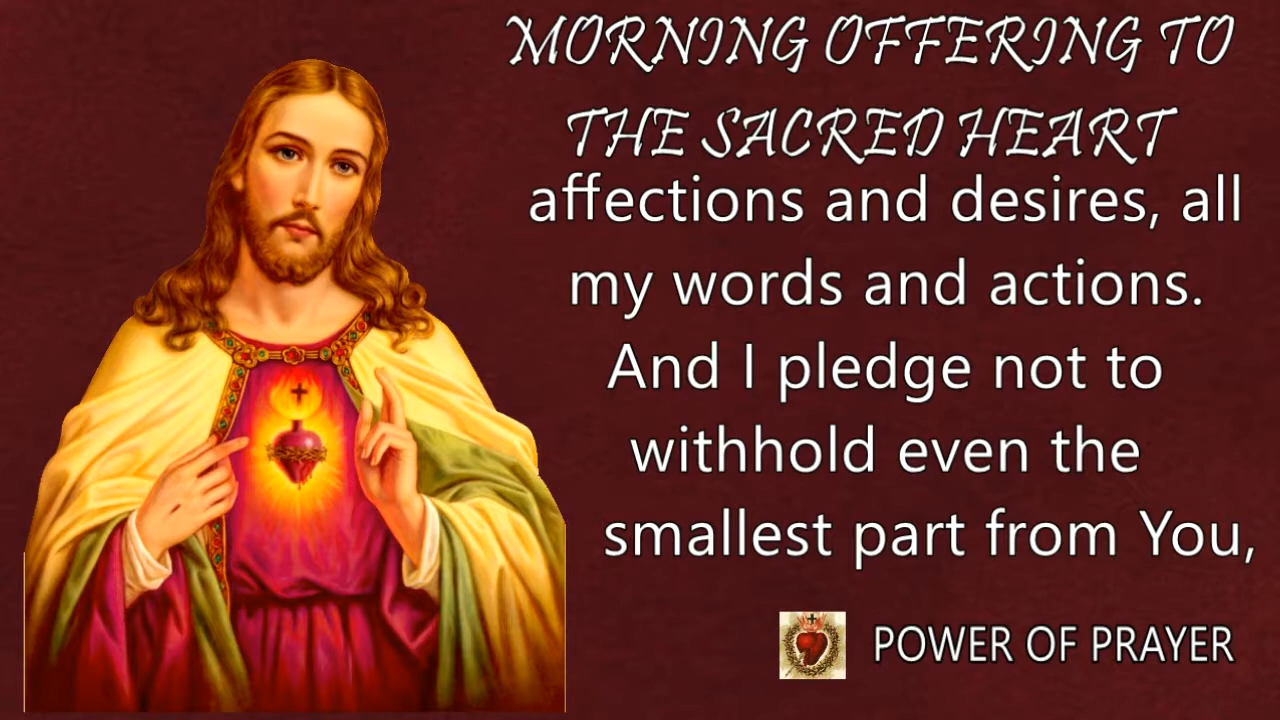 MORNING OFFERING TO
THE SACRED HEART
affections and desires, all
my words and actions.
And I pledge not to
withhold even the
smallest part from You,
POWER OF PRAYER